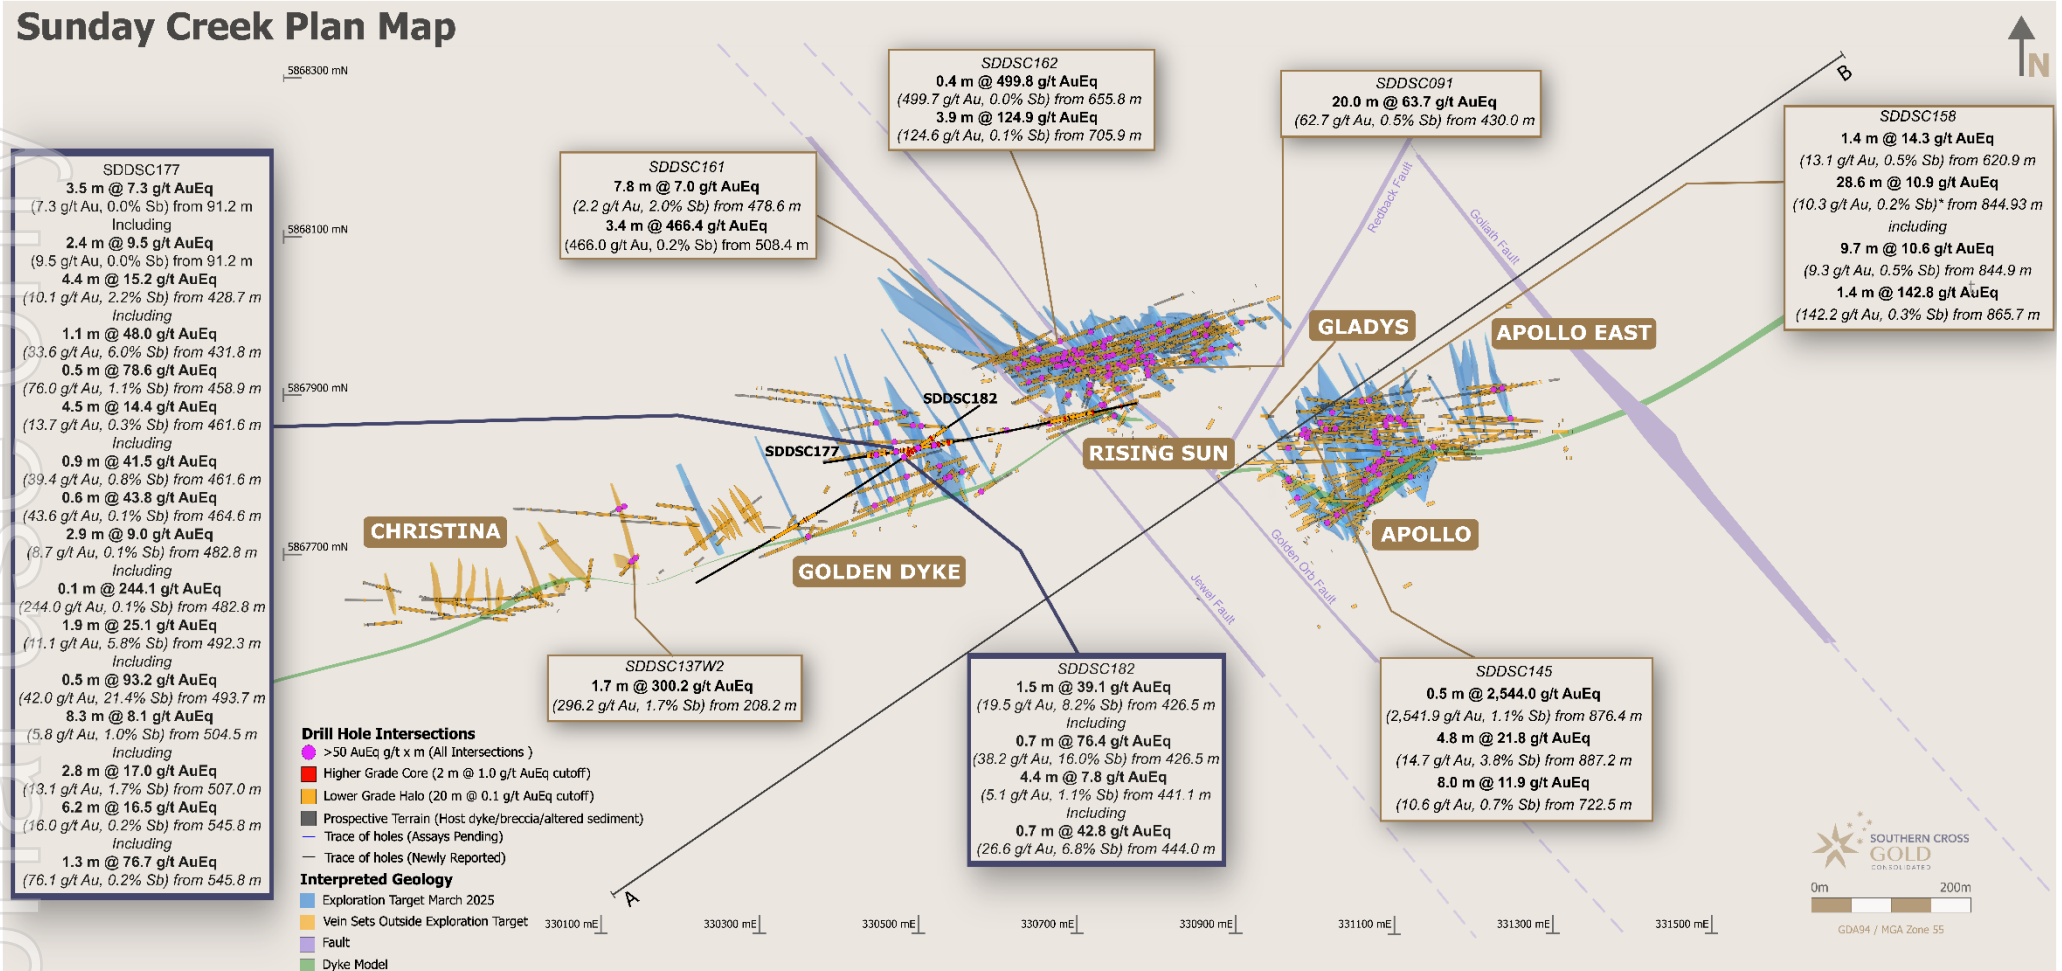 Sunday Creek Plan Map
N
5868300 mN
5868100 mN
5867900 mN
5867700 mN
SDDSC177
3.5 m @ 7.3 g/t AuEq
(7.3 g/t Au, 0.0% Sb) from 91.2 m
Including
2.4 m @ 9.5 g/t AuEq
(9.5 g/t Au, 0.0% Sb) from 91.2 m
4.4 m @ 15.2 g/t AuEq
(10.1 g/t Au, 2.2% Sb) from 428.7 m
Including
1.1 m @ 48.0 g/t AuEq
(33.6 g/t Au, 6.0% Sb) from 431.8 m
0.5 m @ 78.6 g/t AuEq
(76.0 g/t Au, 1.1% Sb) from 458.9 m
4.5 m @ 14.4 g/t AuEq
(13.7 g/t Au, 0.3% Sb) from 461.6 m
Including
0.9 m @ 41.5 g/t AuEq
(39.4 g/t Au, 0.8% Sb) from 461.6 m
0.6 m @ 43.8 g/t AuEq
(43.6 g/t Au, 0.1% Sb) from 464.6 m
2.9 m @ 9.0 g/t AuEq
(8.7 g/t Au, 0.1% Sb) from 482.8 m
Including
0.1 m @ 244.1 g/t AuEq
(244.0 g/t Au, 0.1% Sb) from 482.8 m
1.9 m @ 25.1 g/t AuEq
(11.1 g/t Au, 5.8% Sb) from 492.3 m
Including
0.5 m @ 93.2 g/t AuEq
(42.0 g/t Au, 21.4% Sb) from 493.7 m
8.3 m @ 8.1 g/t AuEq
(5.8 g/t Au, 1.0% Sb) from 504.5 m
Including
2.8 m @ 17.0 g/t AuEq
(13.1 g/t Au, 1.7% Sb) from 507.0 m
6.2 m @ 16.5 g/t AuEq
(16.0 g/t Au, 0.2% Sb) from 545.8 m
Including
1.3 m @ 76.7 g/t AuEq
(76.1 g/t Au, 0.2% Sb) from 545.8 m
SDDSC161
7.8 m @ 7.0 g/t AuEq
(2.2 g/t Au, 2.0% Sb) from 478.6 m
3.4 m @ 466.4 g/t AuEq
(466.0 g/t Au, 0.2% Sb) from 508.4 m
SDDSC162
0.4 m @ 499.8 g/t AuEq
(499.7 g/t Au, 0.0% Sb) from 655.8 m
3.9 m @ 124.9 g/t AuEq
(124.6 g/t Au, 0.1% Sb) from 705.9 m
SDDSC091
20.0 m @ 63.7 g/t AuEq
(62.7 g/t Au, 0.5% Sb) from 430.0 m
SDDSC158
1.4 m @ 14.3 g/t AuEq
(13.1 g/t Au, 0.5% Sb) from 620.9 m
28.6 m @ 10.9 g/t AuEq
(10.3 g/t Au, 0.2% Sb)* from 844.93 m
including
9.7 m @ 10.6 g/t AuEq
(9.3 g/t Au, 0.5% Sb) from 844.9 m
1.4 m @ 142.8 g/t AuEq
(142.2 g/t Au, 0.3% Sb) from 865.7 m
B
Redback Fault
Goliath Fault
GLADYS
APOLLO EAST
SDDSC182
SDDSC177
RISING SUN
CHRISTINA
GOLDEN DYKE
APOLLO
Jewel Fault
Golden Orb Fault
SDDSC137W2
1.7 m @ 300.2 g/t AuEq
(296.2 g/t Au, 1.7% Sb) from 208.2 m
SDDSC182
1.5 m @ 39.1 g/t AuEq
(19.5 g/t Au, 8.2% Sb) from 426.5 m
Including
0.7 m @ 76.4 g/t AuEq
(38.2 g/t Au, 16.0% Sb) from 426.5 m
4.4 m @ 7.8 g/t AuEq
(5.1 g/t Au, 1.1% Sb) from 441.1 m
Including
0.7 m @ 42.8 g/t AuEq
(26.6 g/t Au, 6.8% Sb) from 444.0 m
SDDSC145
0.5 m @ 2,544.0 g/t AuEq
(2,541.9 g/t Au, 1.1% Sb) from 876.4 m
4.8 m @ 21.8 g/t AuEq
(14.7 g/t Au, 3.8% Sb) from 887.2 m
8.0 m @ 11.9 g/t AuEq
(10.6 g/t Au, 0.7% Sb) from 722.5 m
Drill Hole Intersections
>50 AuEq g/t x m (All Intersections )
Higher Grade Core (2 m @ 1.0 g/t AuEq cutoff)
Lower Grade Halo (20 m @ 0.1 g/t AuEq cutoff)
Prospective Terrain (Host dyke/breccia/altered sediment)
Trace of holes (Assays Pending)
Trace of holes (Newly Reported)
Interpreted Geology
Exploration Target March 2025
Vein Sets Outside Exploration Target
Fault
Dyke Model
A
330100 mE
330300 mE
330500 mE
330700 mE
330900 mE
331100 mE
331300 mE
331500 mE
SOUTHERN CROSS
GOLD
CONSOLIDATED
0m 200m
GDA94 / MGA Zone 55